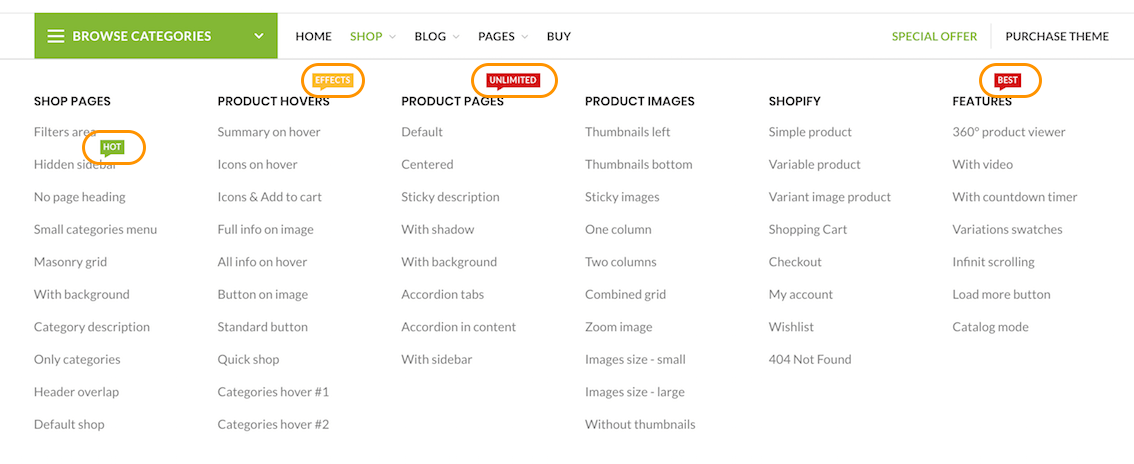 BROWSE CATEGORIES
HOME
SHOP
BLOG
PAGES
BUY
SPECIAL OFFER
PURCHASE THEME
SHOP PAGES
Filters area
HOT
Hidden sidebar
No page heading
Small categories menu
Masonry grid
With background
Category description
Only categories
Header overlap
Default shop
EFFECTS
PRODUCT HOVERS
Summary on hover
Icons on hover
Icons & Add to cart
Full info on image
All info on hover
Button on image
Standard button
Quick shop
Categories hover #1
Categories hover #2
UNLIMITED
PRODUCT PAGES
Default
Centered
Sticky description
With shadow
With background
Accordion tabs
Accordion in content
With sidebar
PRODUCT IMAGES
Thumbnails left
Thumbnails bottom
Sticky images
One column
Two columns
Combined grid
Zoom image
Images size - small
Images size - large
Without thumbnails
SHOPIFY
Simple product
Variable product
Variant image product
Shopping Cart
Checkout
My account
Wishlist
404 Not Found
BEST
FEATURES
360° product viewer
With video
With countdown timer
Variations swatches
Infinit scrolling
Load more button
Catalog mode